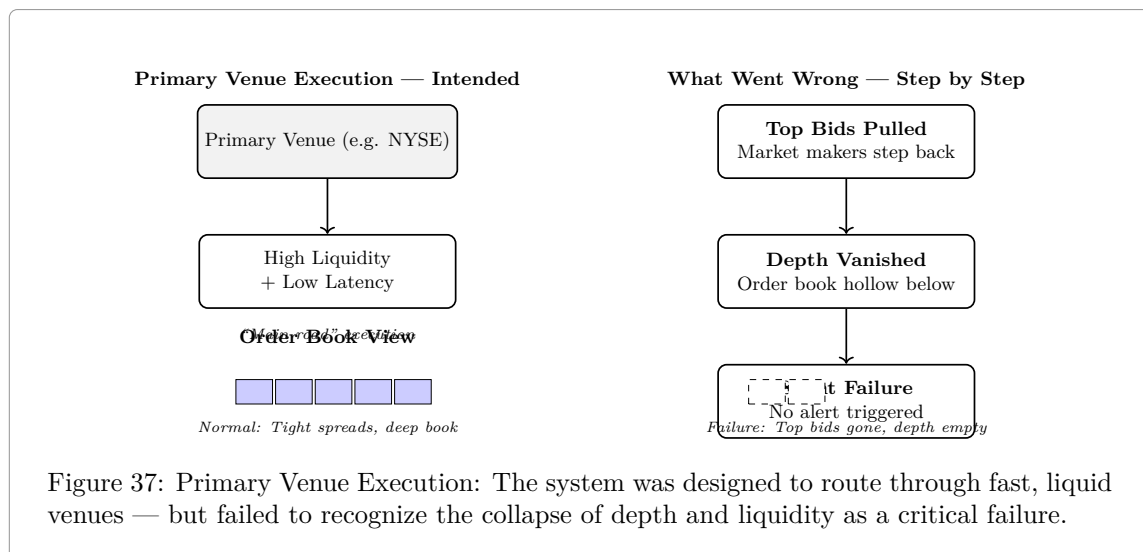 Primary Venue Execution — Intended
Primary Venue (e.g. NYSE)
High Liquidity
+ Low Latency
"Main road" execution
Order Book View
Normal: Tight spreads, deep book
What Went Wrong — Step by Step
Top Bids Pulled
Market makers step back
Depth Vanished
Order book hollow below
Failure
No alert triggered
Failure: Top bids gone, depth empty
Figure 37: Primary Venue Execution: The system was designed to route through fast, liquid
venues — but failed to recognize the collapse of depth and liquidity as a critical failure.